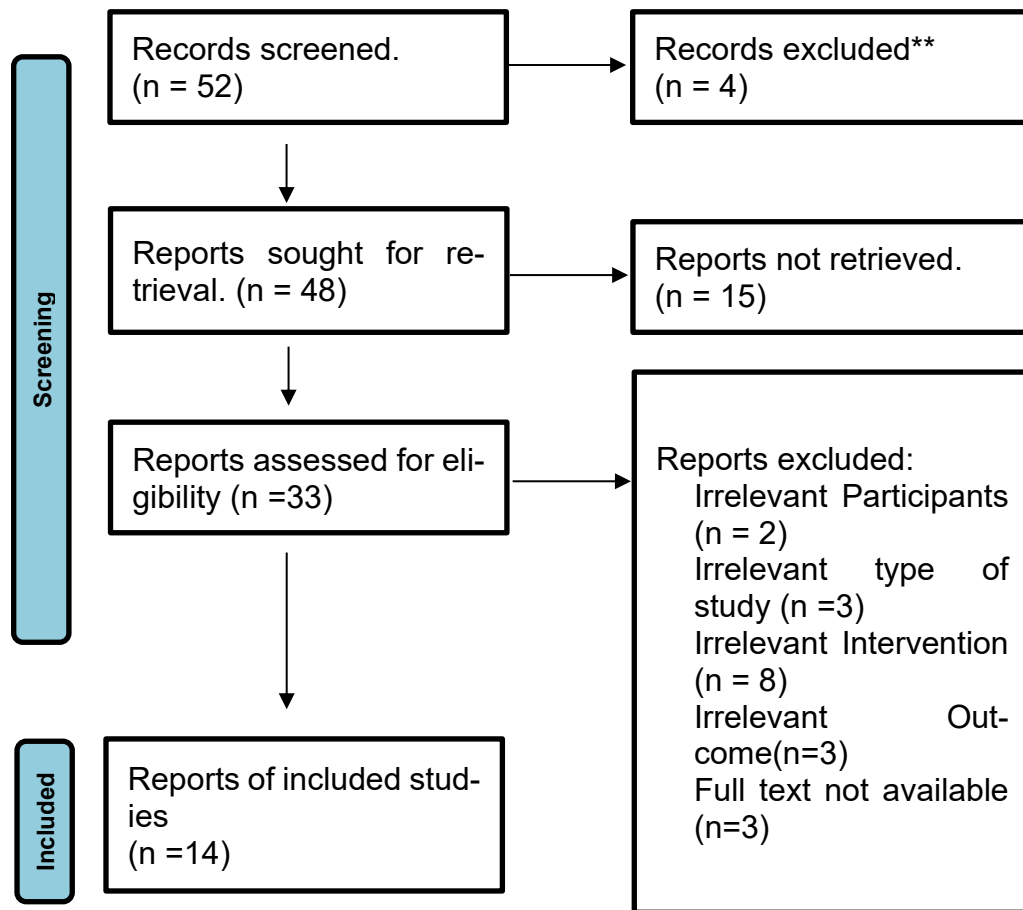 Records screened.
(n = 52)
Records excluded**
(n = 4)
Screening
Reports sought for re-
trieval. (n = 48)
Reports not retrieved.
(n = 15)
Reports assessed for eli-
gibility (n =33)
Reports excluded:
Irrelevant Participants
(n = 2)
Irrelevant type of
study (n =3)
Irrelevant Intervention
(n = 8)
Irrelevant Out-
come(n=3)
Full text not available
(n=3)
Included
Reports of included stud-
ies
(n =14)